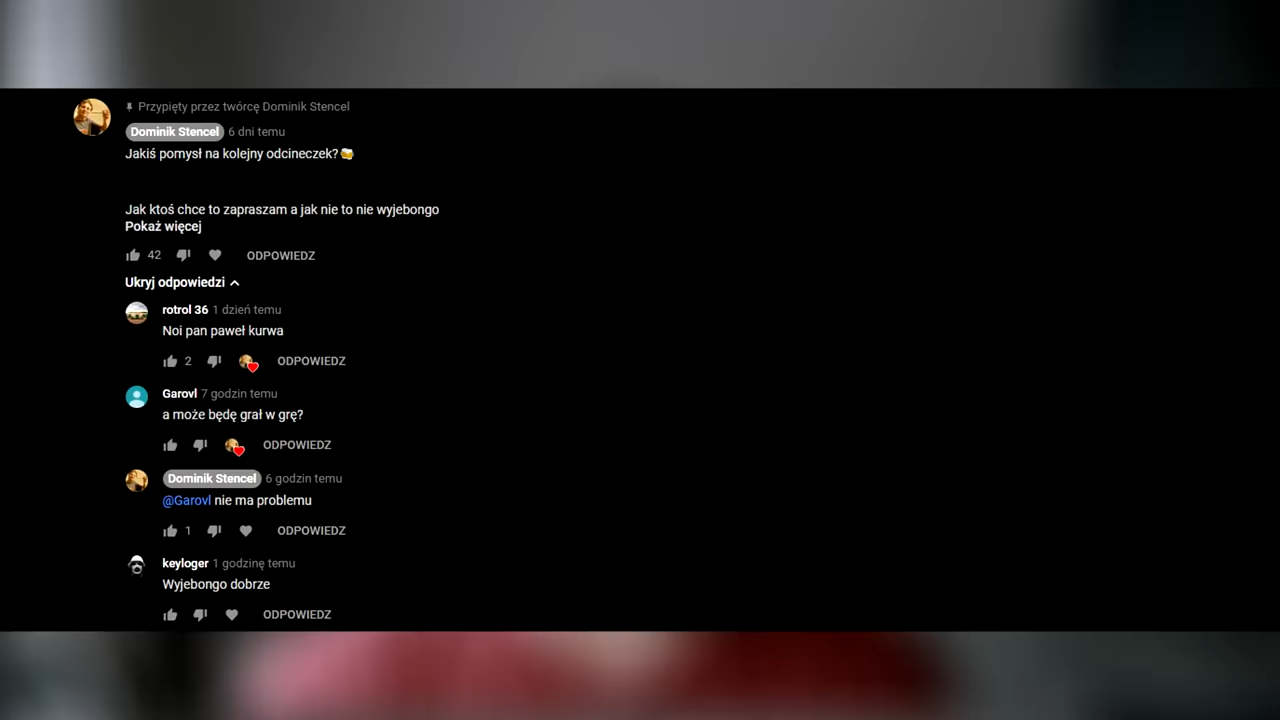 Przypięty przez twórcę Dominik Stencel
Dominik Stencel 6 dni temu
Jakiś pomysł na kolejny odcineczek?🍻
Jak ktoś chce to zapraszam a jak nie to nie wyjebongo
Pokaż więcej
42 ODPOWIEDZ
Ukryj odpowiedzi
rotrol 36 1 dzień temu
Noi pan paweł kurwa
2 ODPOWIEDZ
Garovl 7 godzin temu
a może będę grał w grę?
ODPOWIEDZ
Dominik Stencel 6 godzin temu
@Garovl nie ma problemu
1 ODPOWIEDZ
keyloger 1 godzinę temu
Wyjebongo dobrze
ODPOWIEDZ